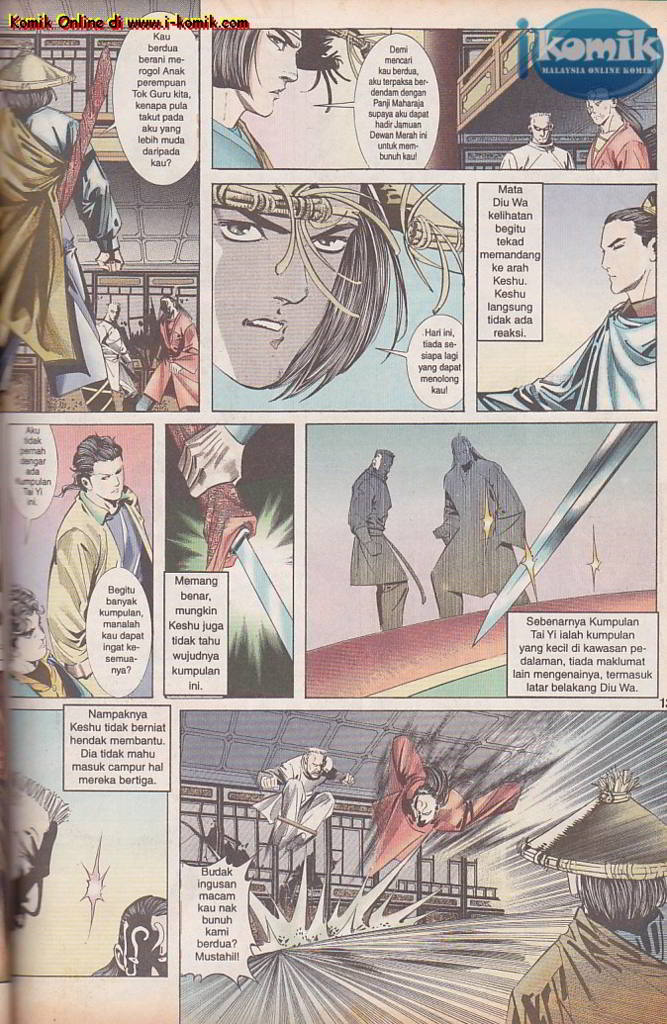 Komik Online di www.i-komik.com
ikomik
MALAYSIA ONLINE KOMIK
Kau
berdua
berani me-
rogol Anak
perempuan
Tok Guru kita,
kenapa pula
takut pada
aku yang
lebih muda
daripada
kau?
Demi
mencari
kau berdua,
aku terpaksa ber-
dendam dengan
Panji Maharaja
supaya aku dapat
hadir Jamuan
Dewan Merah ini
untuk mem-
bunuh kau!
Hari ini,
tiada se-
siapa lagi
yang dapat
menolong
kau!
Mata
Diu Wa
kelihatan
begitu
tekad
memandang
ke arah
Keshu.
Keshu
langsung
tidak ada
reaksi.
Aku
tidak
pernah
dengar
ada
Kumpulan
Tai Yi
ini.
Begitu
banyak
kumpulan,
manalah
kau dapat
ingat ke-
semua-
nya?
Memang
benar,
mungkin
Keshu juga
tidak tahu
wujudnya
kumpulan
ini.
Sebenarnya Kumpulan
Tai Yi ialah kumpulan
yang kecil di kawasan pe-
dalaman, tiada maklumat
lain mengenainya, termasuk
latar belakang Diu Wa.
Nampaknya
Keshu tidak berniat
hendak membantu.
Dia tidak mahu
masuk campur hal
mereka bertiga.
Budak
ingusan
macam
kau nak
bunuh
kami
berdua?
Mustahil!